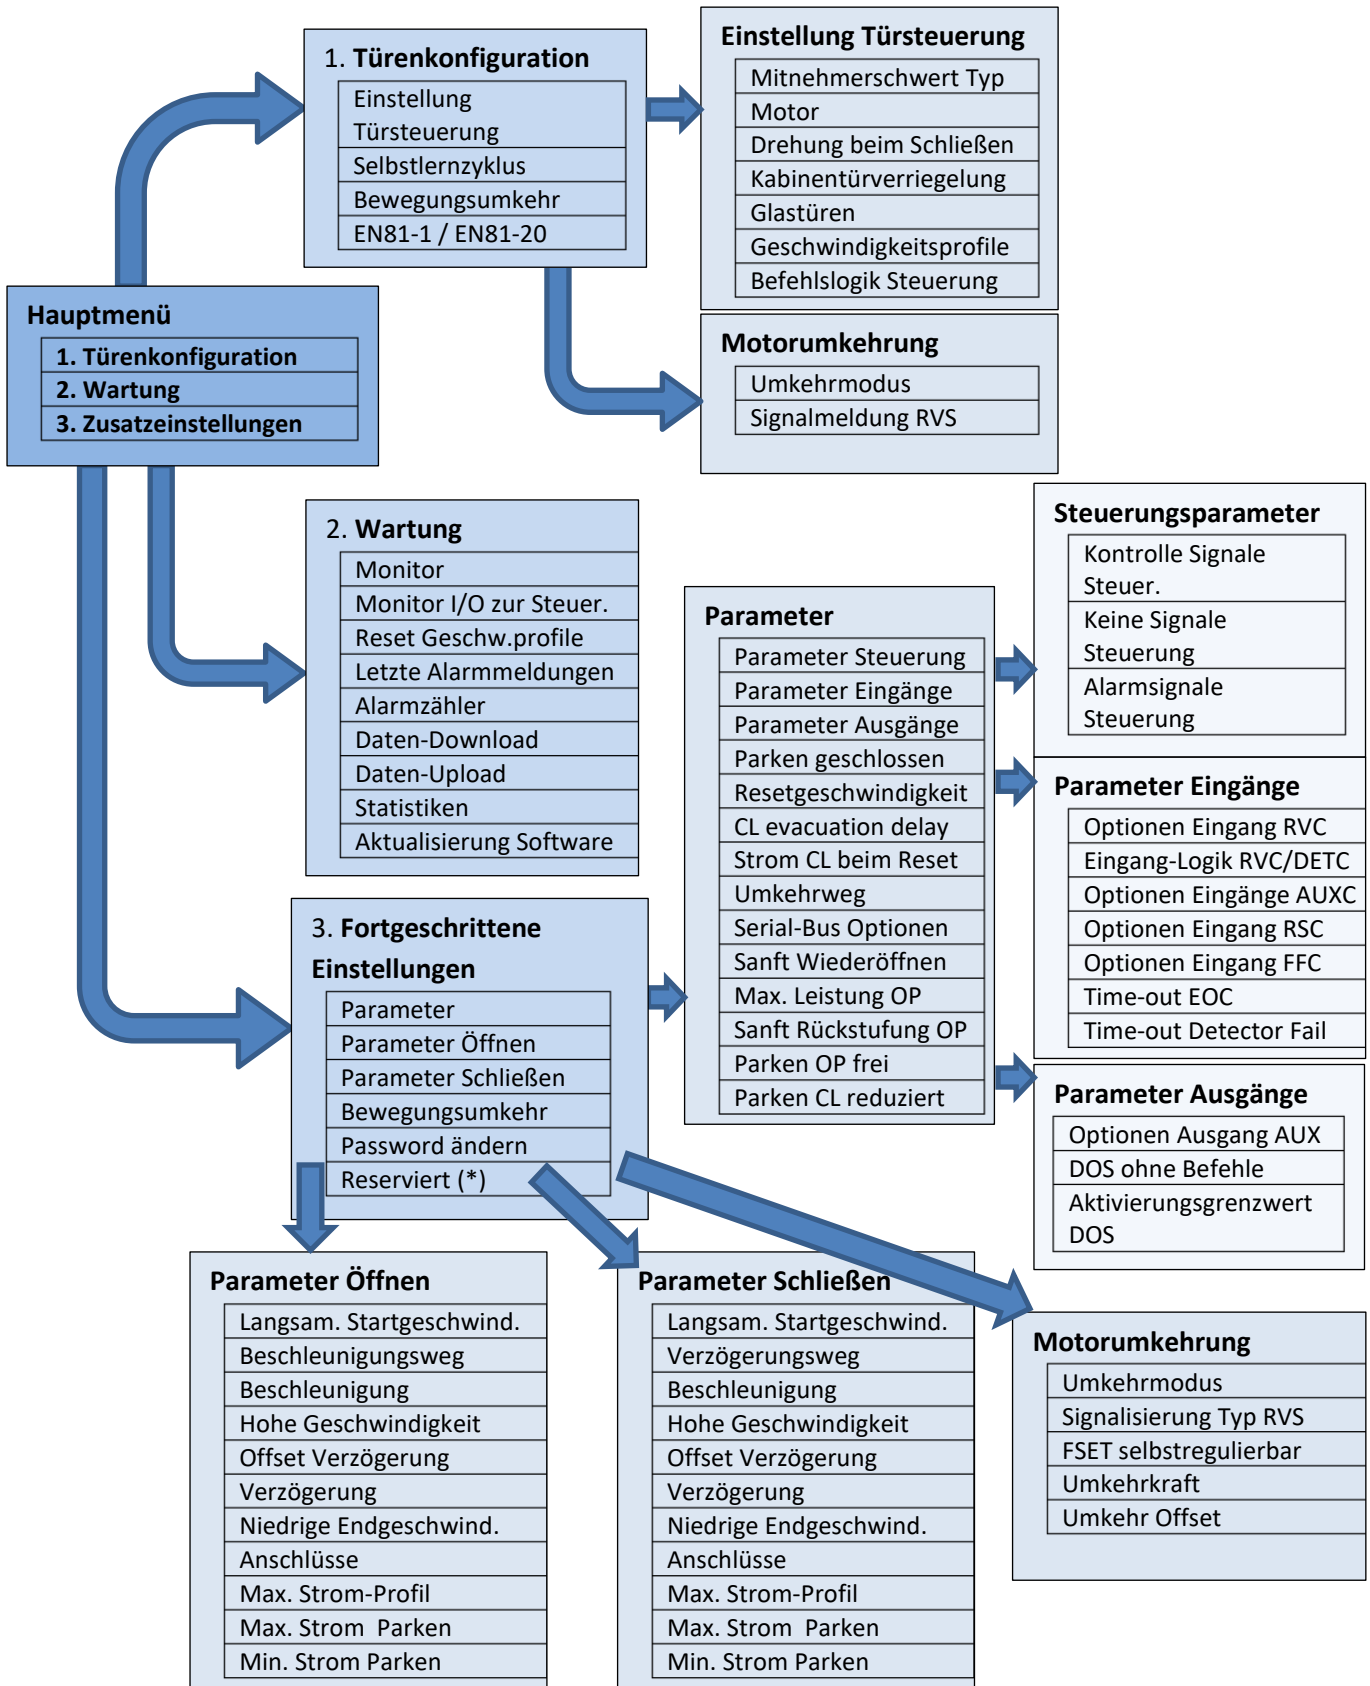 Hauptmenü
1. Türenkonfiguration
2. Wartung
3. Zusatzeinstellungen
1. Türenkonfiguration
Einstellung
Türsteuerung
Selbstlernzyklus
Bewegungsumkehr
EN81-1 / EN81-20
Einstellung Türsteuerung
Mitnehmerschwert Typ
Motor
Drehung beim Schließen
Kabinentürverriegelung
Glastüren
Geschwindigkeitsprofile
Befehlslogik Steuerung
Motorumkehrung
Umkehrmodus
Signalmeldung RVS
2. Wartung
Monitor
Monitor I/O zur Steuer.
Reset Geschw.profile
Letzte Alarmmeldungen
Alarmzähler
Daten-Download
Daten-Upload
Statistiken
Aktualisierung Software
3. Fortgeschrittene
Einstellungen
Parameter
Parameter Öffnen
Parameter Schließen
Bewegungsumkehr
Password ändern
Reserviert (*)
Parameter
Parameter Steuerung
Parameter Eingänge
Parameter Ausgänge
Parken geschlossen
Resetgeschwindigkeit
CL evacuation delay
Strom CL beim Reset
Umkehrweg
Serial-Bus Optionen
Sanft Wiederöffnen
Max. Leistung OP
Sanft Rückstufung OP
Parken OP frei
Parken CL reduziert
Steuerungsparameter
Kontrolle Signale
Steuer.
Keine Signale
Steuerung
Alarmsignale
Steuerung
Parameter Eingänge
Optionen Eingang RVC
Eingang-Logik RVC/DETC
Optionen Eingänge AUXC
Optionen Eingang RSC
Optionen Eingang FFC
Time-out EOC
Time-out Detector Fail
Parameter Ausgänge
Optionen Ausgang AUX
DOS ohne Befehle
Aktivierungsgrenzwert
DOS
Parameter Öffnen
Langsam. Startgeschwind.
Beschleunigungsweg
Beschleunigung
Hohe Geschwindigkeit
Offset Verzögerung
Verzögerung
Niedrige Endgeschwind.
Anschlüsse
Max. Strom-Profil
Max. Strom  Parken
Min. Strom Parken
Parameter Schließen
Langsam. Startgeschwind.
Verzögerungsweg
Beschleunigung
Hohe Geschwindigkeit
Offset Verzögerung
Verzögerung
Niedrige Endgeschwind.
Anschlüsse
Max. Strom-Profil
Max. Strom  Parken
Min. Strom Parken
Motorumkehrung
Umkehrmodus
Signalisierung Typ RVS
FSET selbstregulierbar
Umkehrkraft
Umkehr Offset